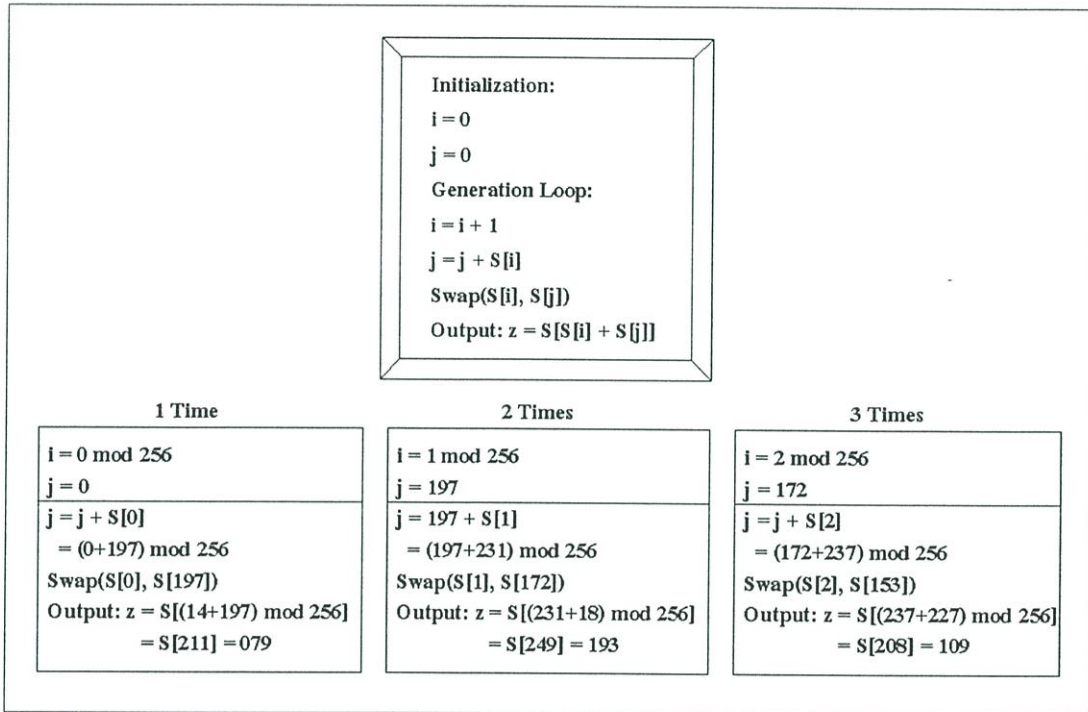 Initialization:
i = 0
j = 0
Generation Loop:
i = i + 1
j = j + S[i]
Swap(S[i], S[j])
Output: z = S[S[i] + S[j]]
1 Time
i = 0 mod 256
j = 0
j = j + S[0]
= (0+197) mod 256
Swap(S[0], S[197])
Output: z = S[(14+197) mod 256]
= S[211] = 079
2 Times
i = 1 mod 256
j = 197
j = 197 + S[1]
= (197+231) mod 256
Swap(S[1], S[172])
Output: z = S[(231+18) mod 256]
= S[249] = 193
3 Times
i = 2 mod 256
j = 172
j = j + S[2]
= (172+237) mod 256
Swap(S[2], S[153])
Output: z = S[(237+227) mod 256]
= S[208] = 109